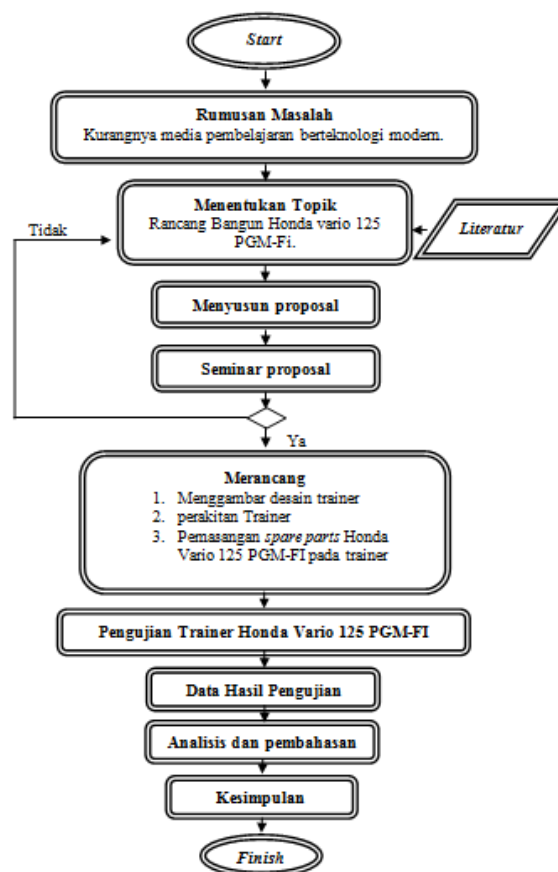 Start
Rumusan Masalah
Kurangnya media pembelajaran berteknologi modern.
Menentukan Topik
Rancang Bangun Honda vario 125
PGM-Fi.
Literatur
Tidak
Menyusun proposal
Seminar proposal
Ya
Merancang
1. Menggambar desain trainer
2. perakitan Trainer
3. Pemasangan spare parts Honda
Vario 125 PGM-FI pada trainer
Pengujian Trainer Honda Vario 125 PGM-FI
Data Hasil Pengujian
Analisis dan pembahasan
Kesimpulan
Finish